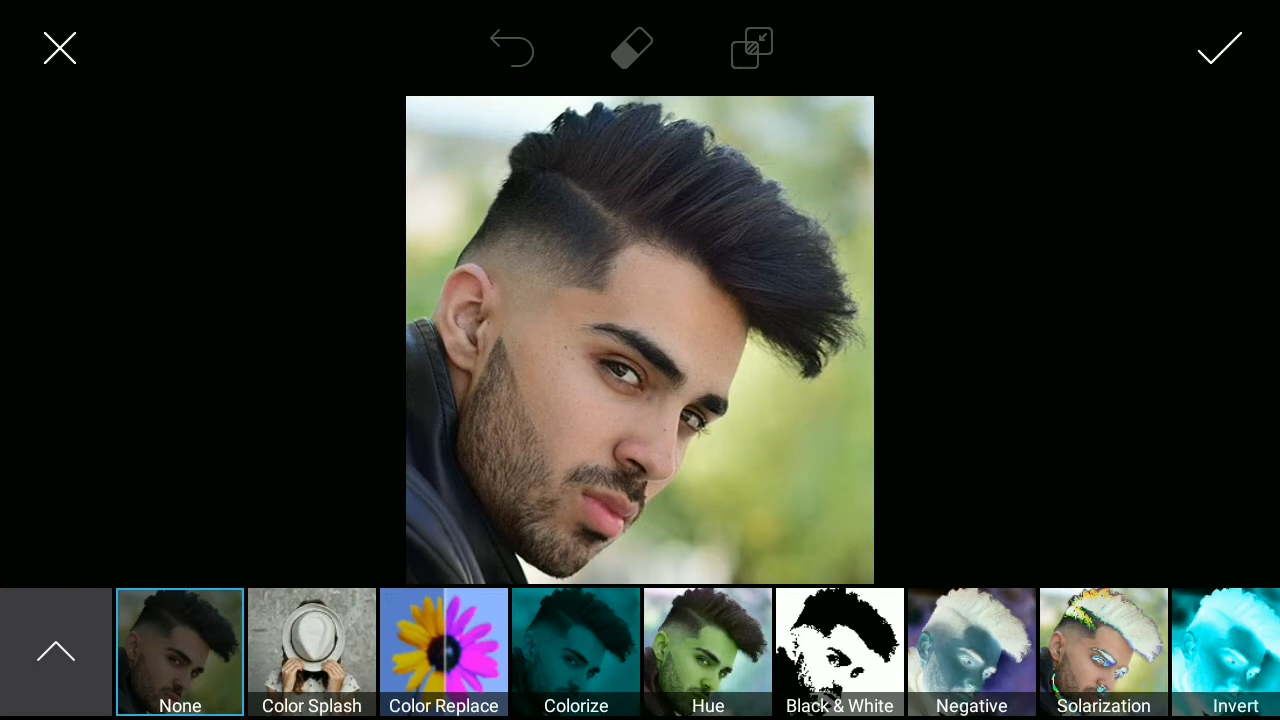 None
Color Splash
Color Replace
Colorize
Hue
Black & White
Negative
Solarization
Invert